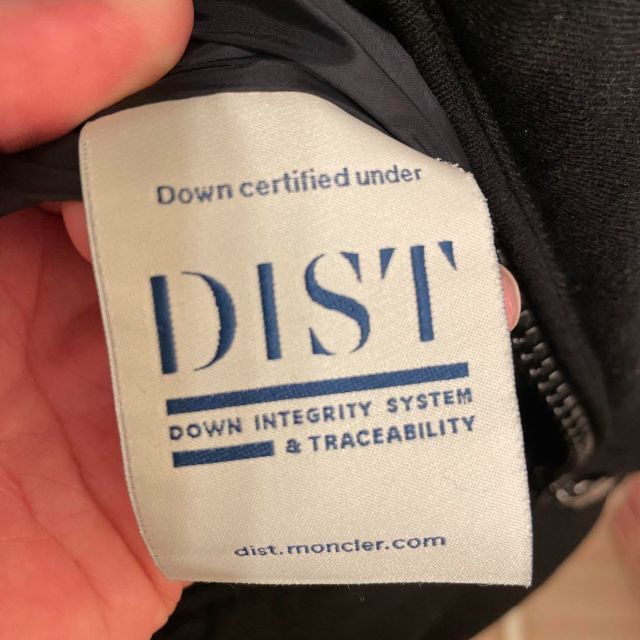 Down certified under
DIST
DOWN INTEGRITY SYSTEM
& TRACEABILITY
dist.moncler.com